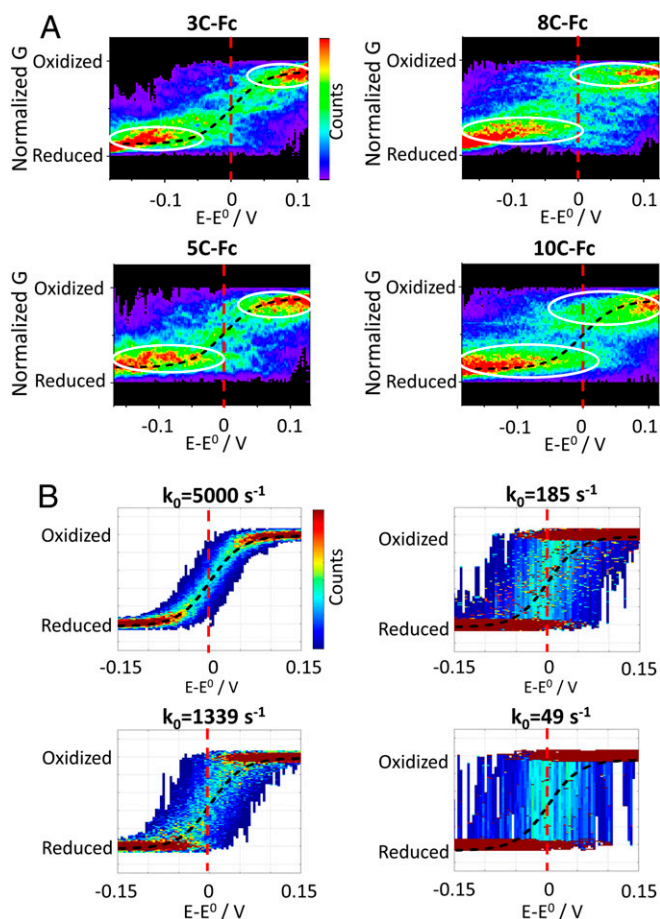 A
3C-Fc
8C-Fc
Normalized G
Oxidized
Reduced
-0.1
0
0.1
E-E⁰ / V
Counts
Normalized G
Oxidized
Reduced
-0.1
0
0.1
E-E⁰ / V
5C-Fc
10C-Fc
Normalized G
Oxidized
Reduced
-0.1
0
0.1
E-E⁰ / V
Normalized G
Oxidized
Reduced
-0.1
0
0.1
E-E⁰ / V
B
k₀=5000 s⁻¹
k₀=185 s⁻¹
Oxidized
Reduced
-0.15
0
0.15
E-E⁰ / V
Counts
Oxidized
Reduced
-0.15
0
0.15
E-E⁰ / V
k₀=1339 s⁻¹
k₀=49 s⁻¹
Oxidized
Reduced
-0.15
0
0.15
E-E⁰ / V
Oxidized
Reduced
-0.15
0
0.15
E-E⁰ / V